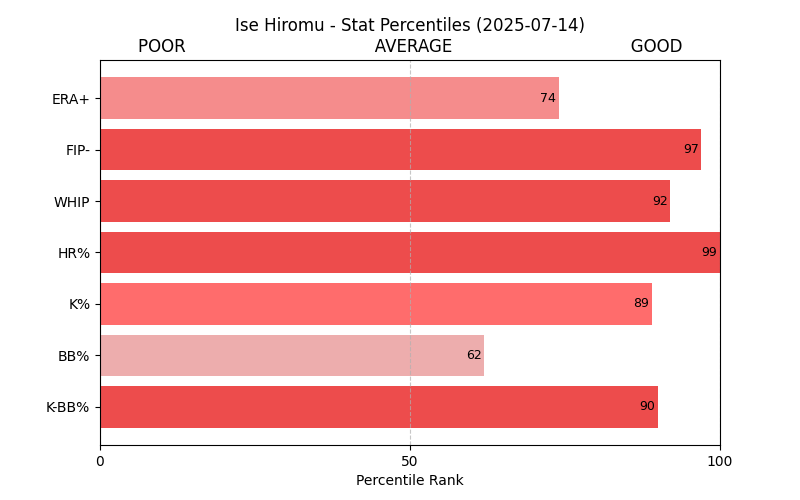 Ise Hiromu - Stat Percentiles (2025-07-14)
POOR AVERAGE GOOD
ERA+ 74
FIP- 97
WHIP 92
HR% 99
K% 89
BB% 62
K-BB% 90
0 50 100
Percentile Rank